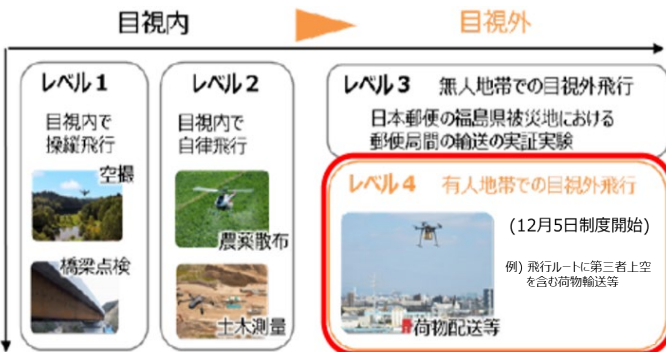 目視内
目視外
レベル1
目視内で
操縦飛行
空撮
橋梁点検
レベル2
目視内で
自律飛行
農薬散布
土木測量
レベル3 無人地帯での目視外飛行
日本郵便の福島県被災地における
郵便局間の輸送の実証実験
レベル4 有人地帯での目視外飛行
(12月5日制度開始)
例) 飛行ルートに第三者上空
を含む荷物輸送等
荷物配送等